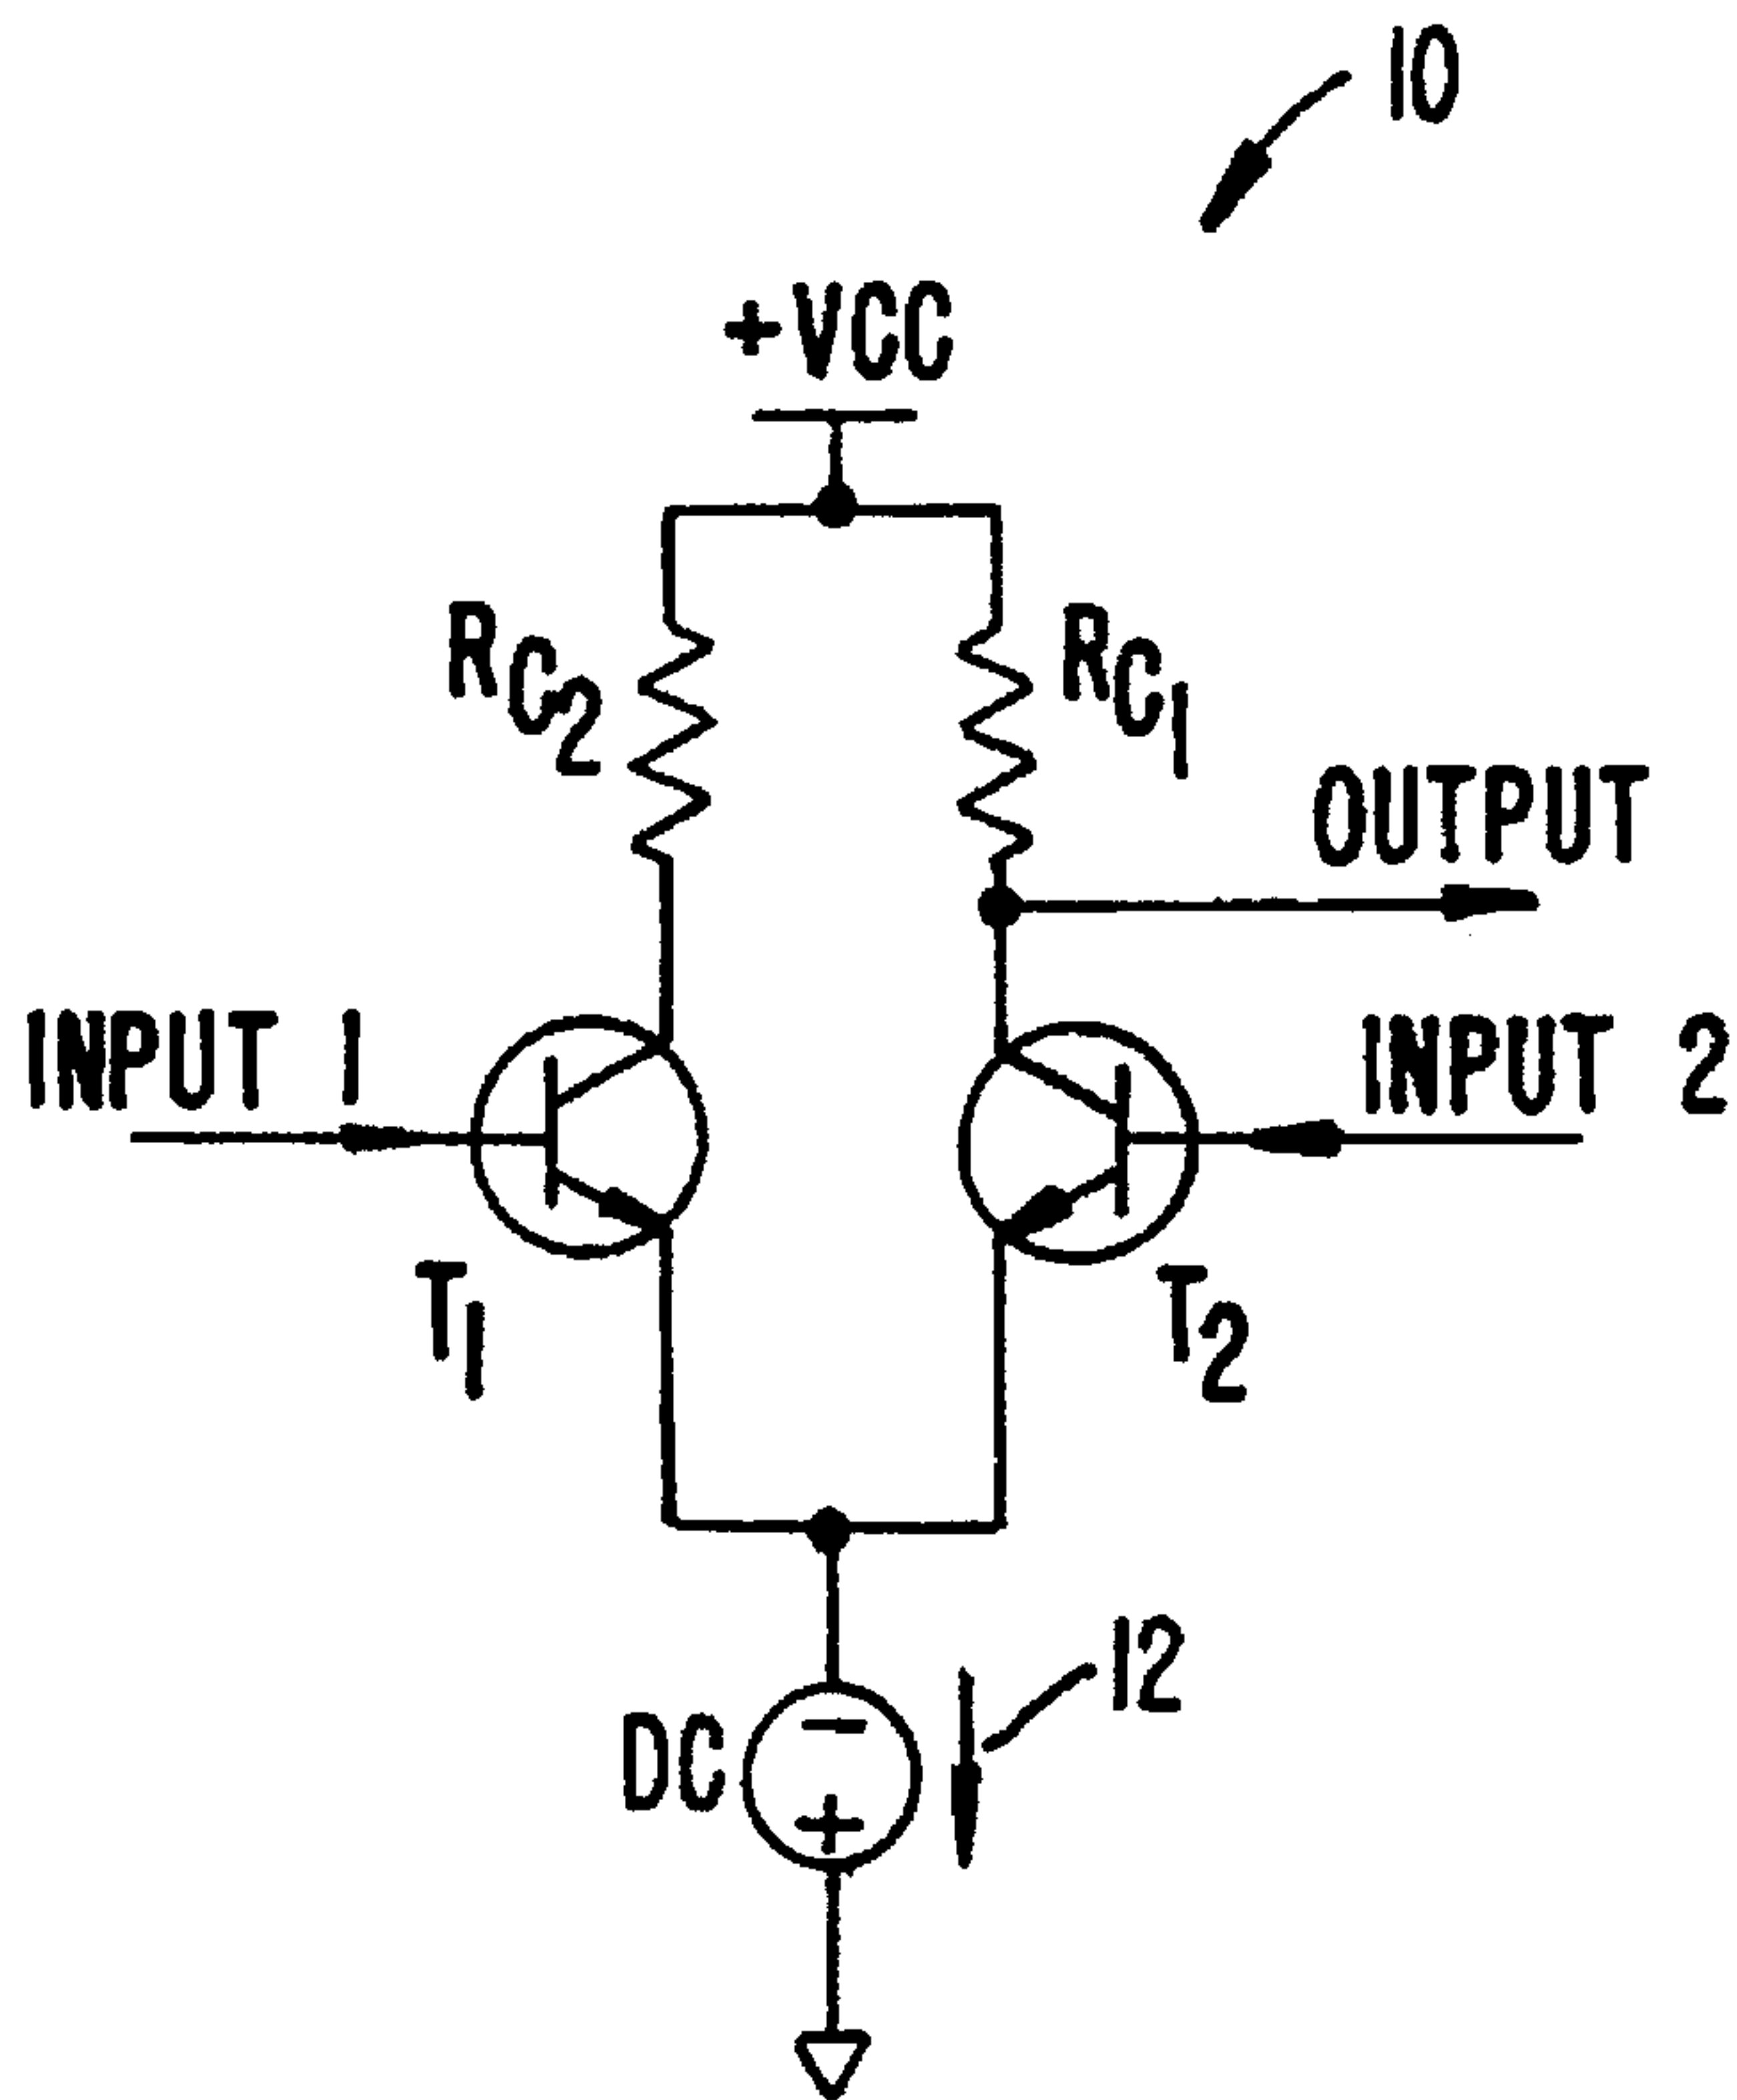 10
+VCC
RC2
RC1
OUTPUT
INPUT 1
INPUT 2
T1
T2
12
DC
-
+